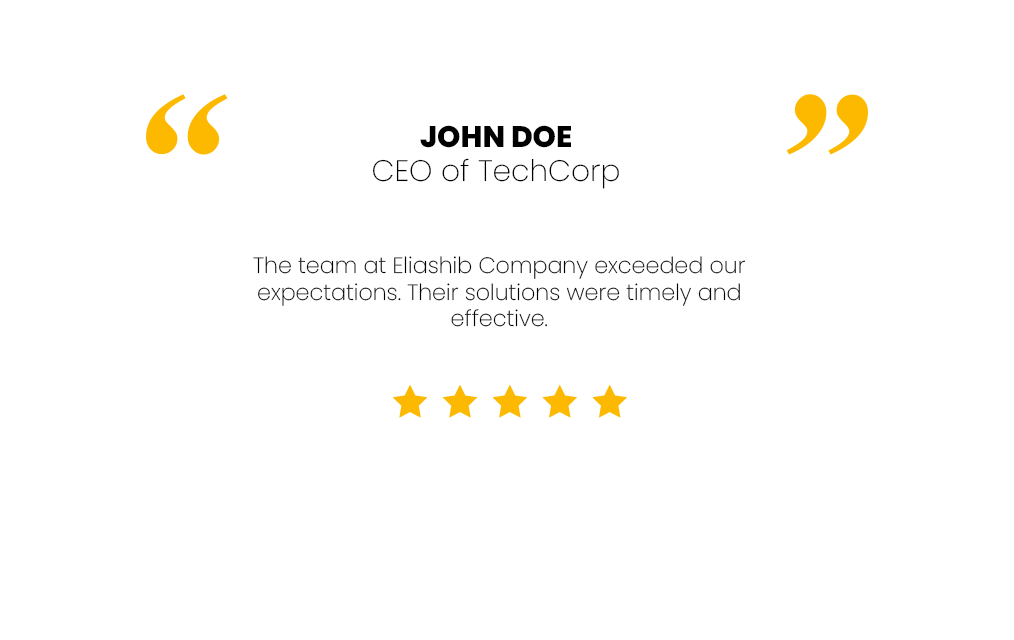 “ ”
JOHN DOE
CEO of TechCorp
The team at Eliashib Company exceeded our
expectations. Their solutions were timely and
effective.